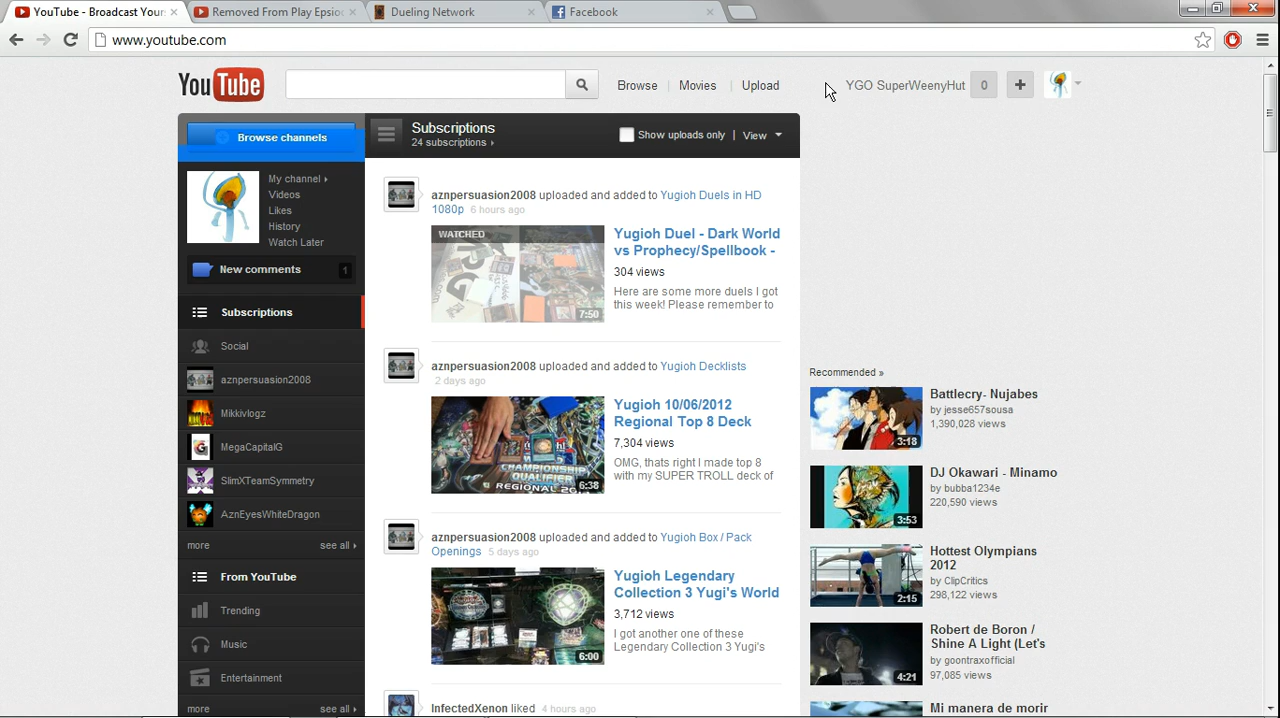 YouTube - Broadcast Yours
Removed From Play Epsiod
Dueling Network
Facebook
www.youtube.com
YouTube
Browse | Movies | Upload
YGO SuperWeenyHut 0
Browse channels
My channel
Videos
Likes
History
Watch Later
New comments 1
Subscriptions
Social
aznpersuasion2008
Mikkivlogz
MegaCapitalG
SlimXTeamSymmetry
AznEyesWhiteDragon
more see all
From YouTube
Trending
Music
Entertainment
more see all
Subscriptions
24 subscriptions
Show uploads only | View
aznpersuasion2008 uploaded and added to Yugioh Duels in HD
1080p 6 hours ago
WATCHED
7:50
Yugioh Duel - Dark World
vs Prophecy/Spellbook -
304 views
Here are some more duels I got
this week! Please remember to
aznpersuasion2008 uploaded and added to Yugioh Decklists
2 days ago
CHAMPIONSHIP
QUALIFIER
REGIONAL
6:38
Yugioh 10/06/2012
Regional Top 8 Deck
7,304 views
OMG, thats right I made top 8
with my SUPER TROLL deck of
aznpersuasion2008 uploaded and added to Yugioh Box / Pack
Openings 5 days ago
6:00
Yugioh Legendary
Collection 3 Yugi's World
3,712 views
I got another one of these
Legendary Collection 3 Yugi's
InfectedXenon liked 4 hours ago
Recommended »
3:18
Battlecry- Nujabes
by jesse657sousa
1,390,028 views
3:53
DJ Okawari - Minamo
by bubba1234e
220,590 views
2:15
Hottest Olympians
2012
by ClipCritics
298,122 views
4:21
Robert de Boron /
Shine A Light (Let's
by goontraxofficial
97,085 views
Mi manera de morir